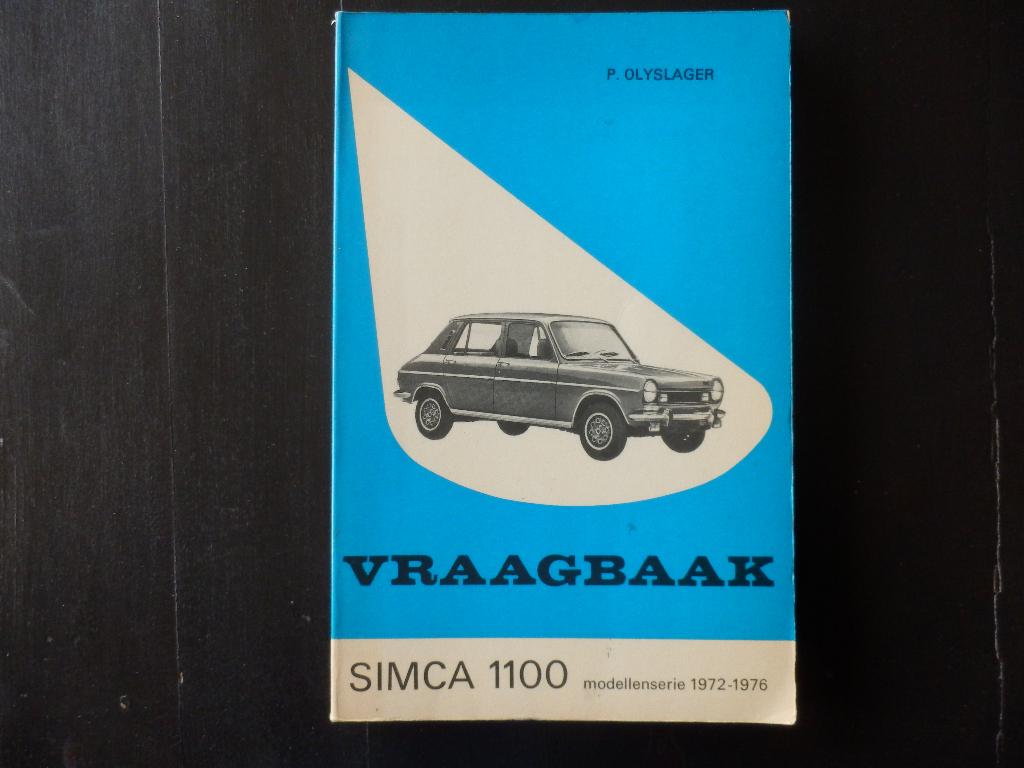 P. OLYSLAGER
VRAAGBAAK
SIMCA 1100 modellenserie 1972-1976